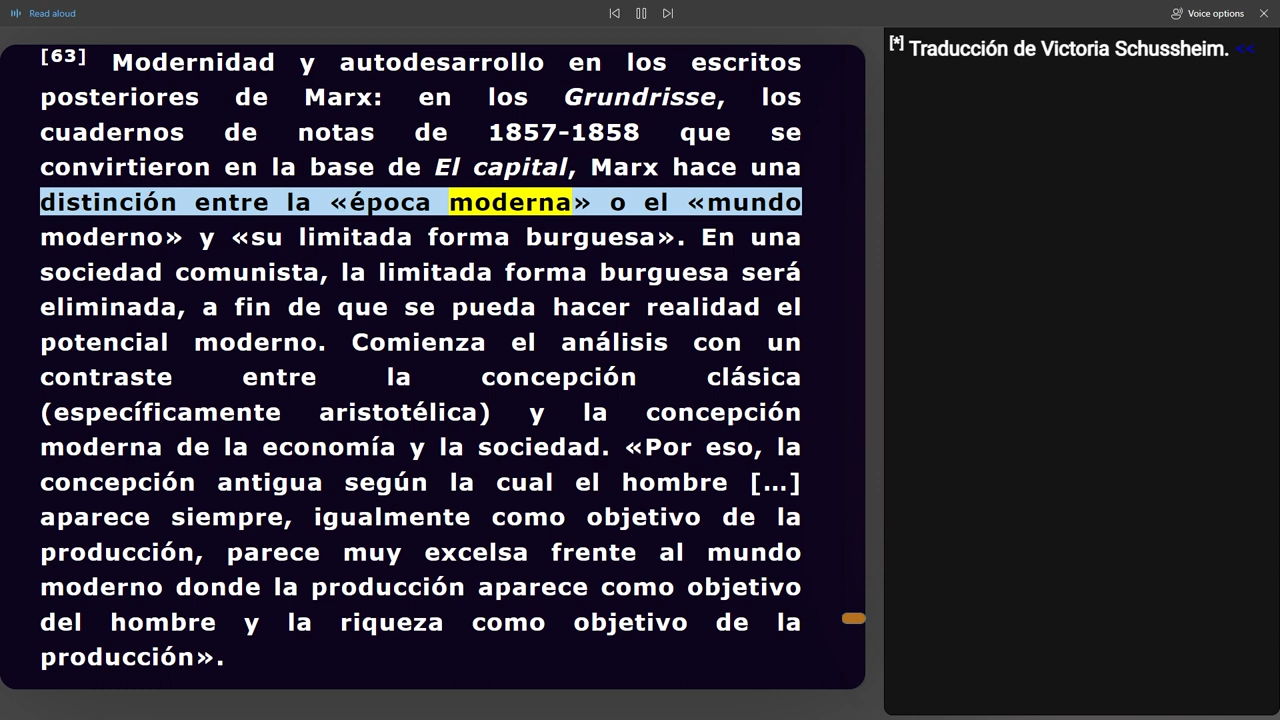 Read aloud
Voice options
[63] Modernidad y autodesarrollo en los escritos
posteriores de Marx: en los Grundrisse, los
cuadernos de notas de 1857-1858 que se
convirtieron en la base de El capital, Marx hace una
distinción entre la «época moderna» o el «mundo
moderno» y «su limitada forma burguesa». En una
sociedad comunista, la limitada forma burguesa será
eliminada, a fin de que se pueda hacer realidad el
potencial moderno. Comienza el análisis con un
contraste entre la concepción clásica
(específicamente aristotélica) y la concepción
moderna de la economía y la sociedad. «Por eso, la
concepción antigua según la cual el hombre [...]
aparece siempre, igualmente como objetivo de la
producción, parece muy excelsa frente al mundo
moderno donde la producción aparece como objetivo
del hombre y la riqueza como objetivo de la
producción».
[*] Traducción de Victoria Schussheim. <<